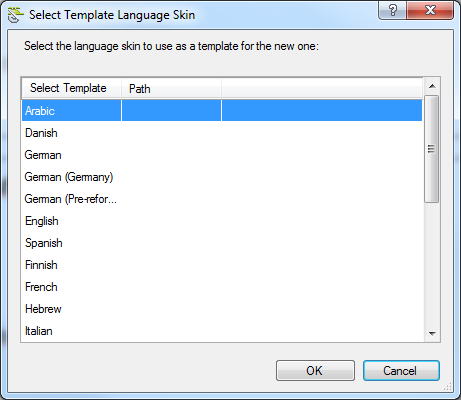 Select Template Language Skin
Select the language skin to use as a template for the new one:
Select Template Path
Arabic
Danish
German
German (Germany)
German (Pre-refor...
English
Spanish
Finnish
French
Hebrew
Italian
OK Cancel